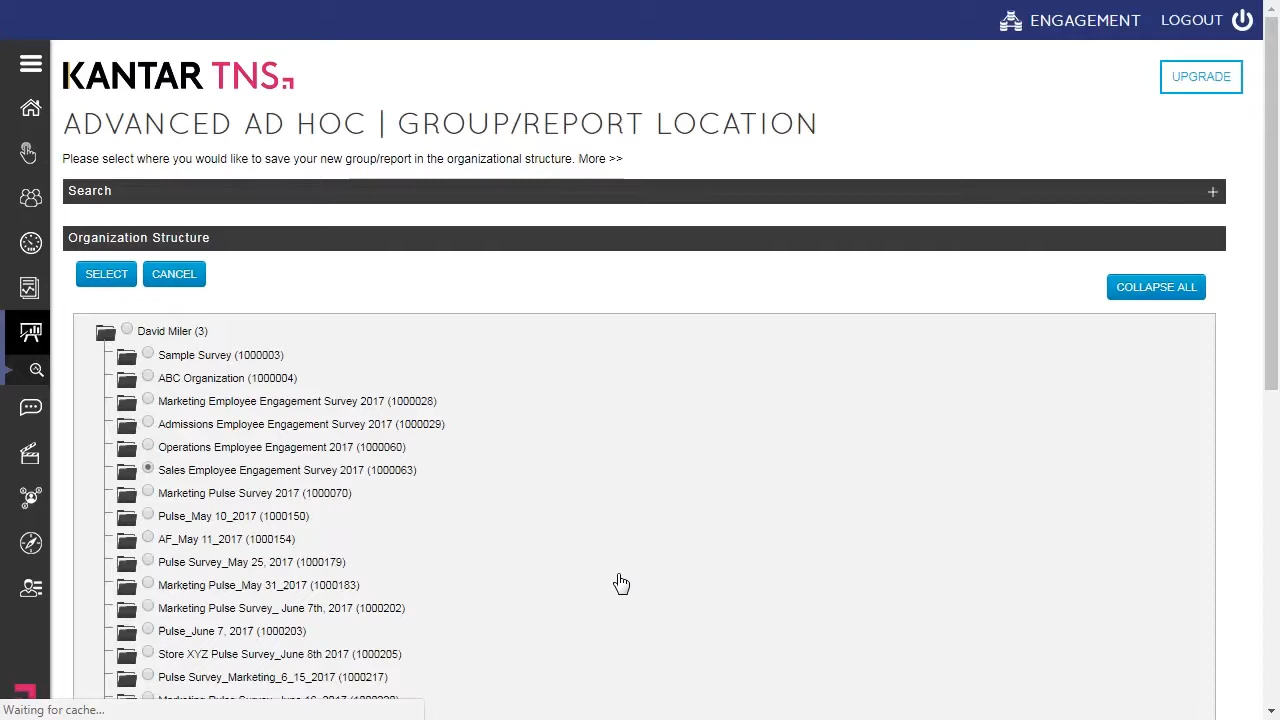 ENGAGEMENT LOGOUT
KANTAR TNS
UPGRADE
ADVANCED AD HOC | GROUP/REPORT LOCATION
Please select where you would like to save your new group/report in the organizational structure. More >>
Search +
Organization Structure
SELECT CANCEL
COLLAPSE ALL
David Miler (3)
Sample Survey (1000003)
ABC Organization (1000004)
Marketing Employee Engagement Survey 2017 (1000028)
Admissions Employee Engagement Survey 2017 (1000029)
Operations Employee Engagement 2017 (1000060)
Sales Employee Engagement Survey 2017 (1000063)
Marketing Pulse Survey 2017 (1000070)
Pulse_May 10_2017 (1000150)
AF_May 11_2017 (1000154)
Pulse Survey_May 25, 2017 (1000179)
Marketing Pulse_May 31_2017 (1000183)
Marketing Pulse Survey_ June 7th, 2017 (1000202)
Pulse_June 7, 2017 (1000203)
Store XYZ Pulse Survey_June 8th 2017 (1000205)
Pulse Survey_Marketing_6_15_2017 (1000217)
Waiting for cache...